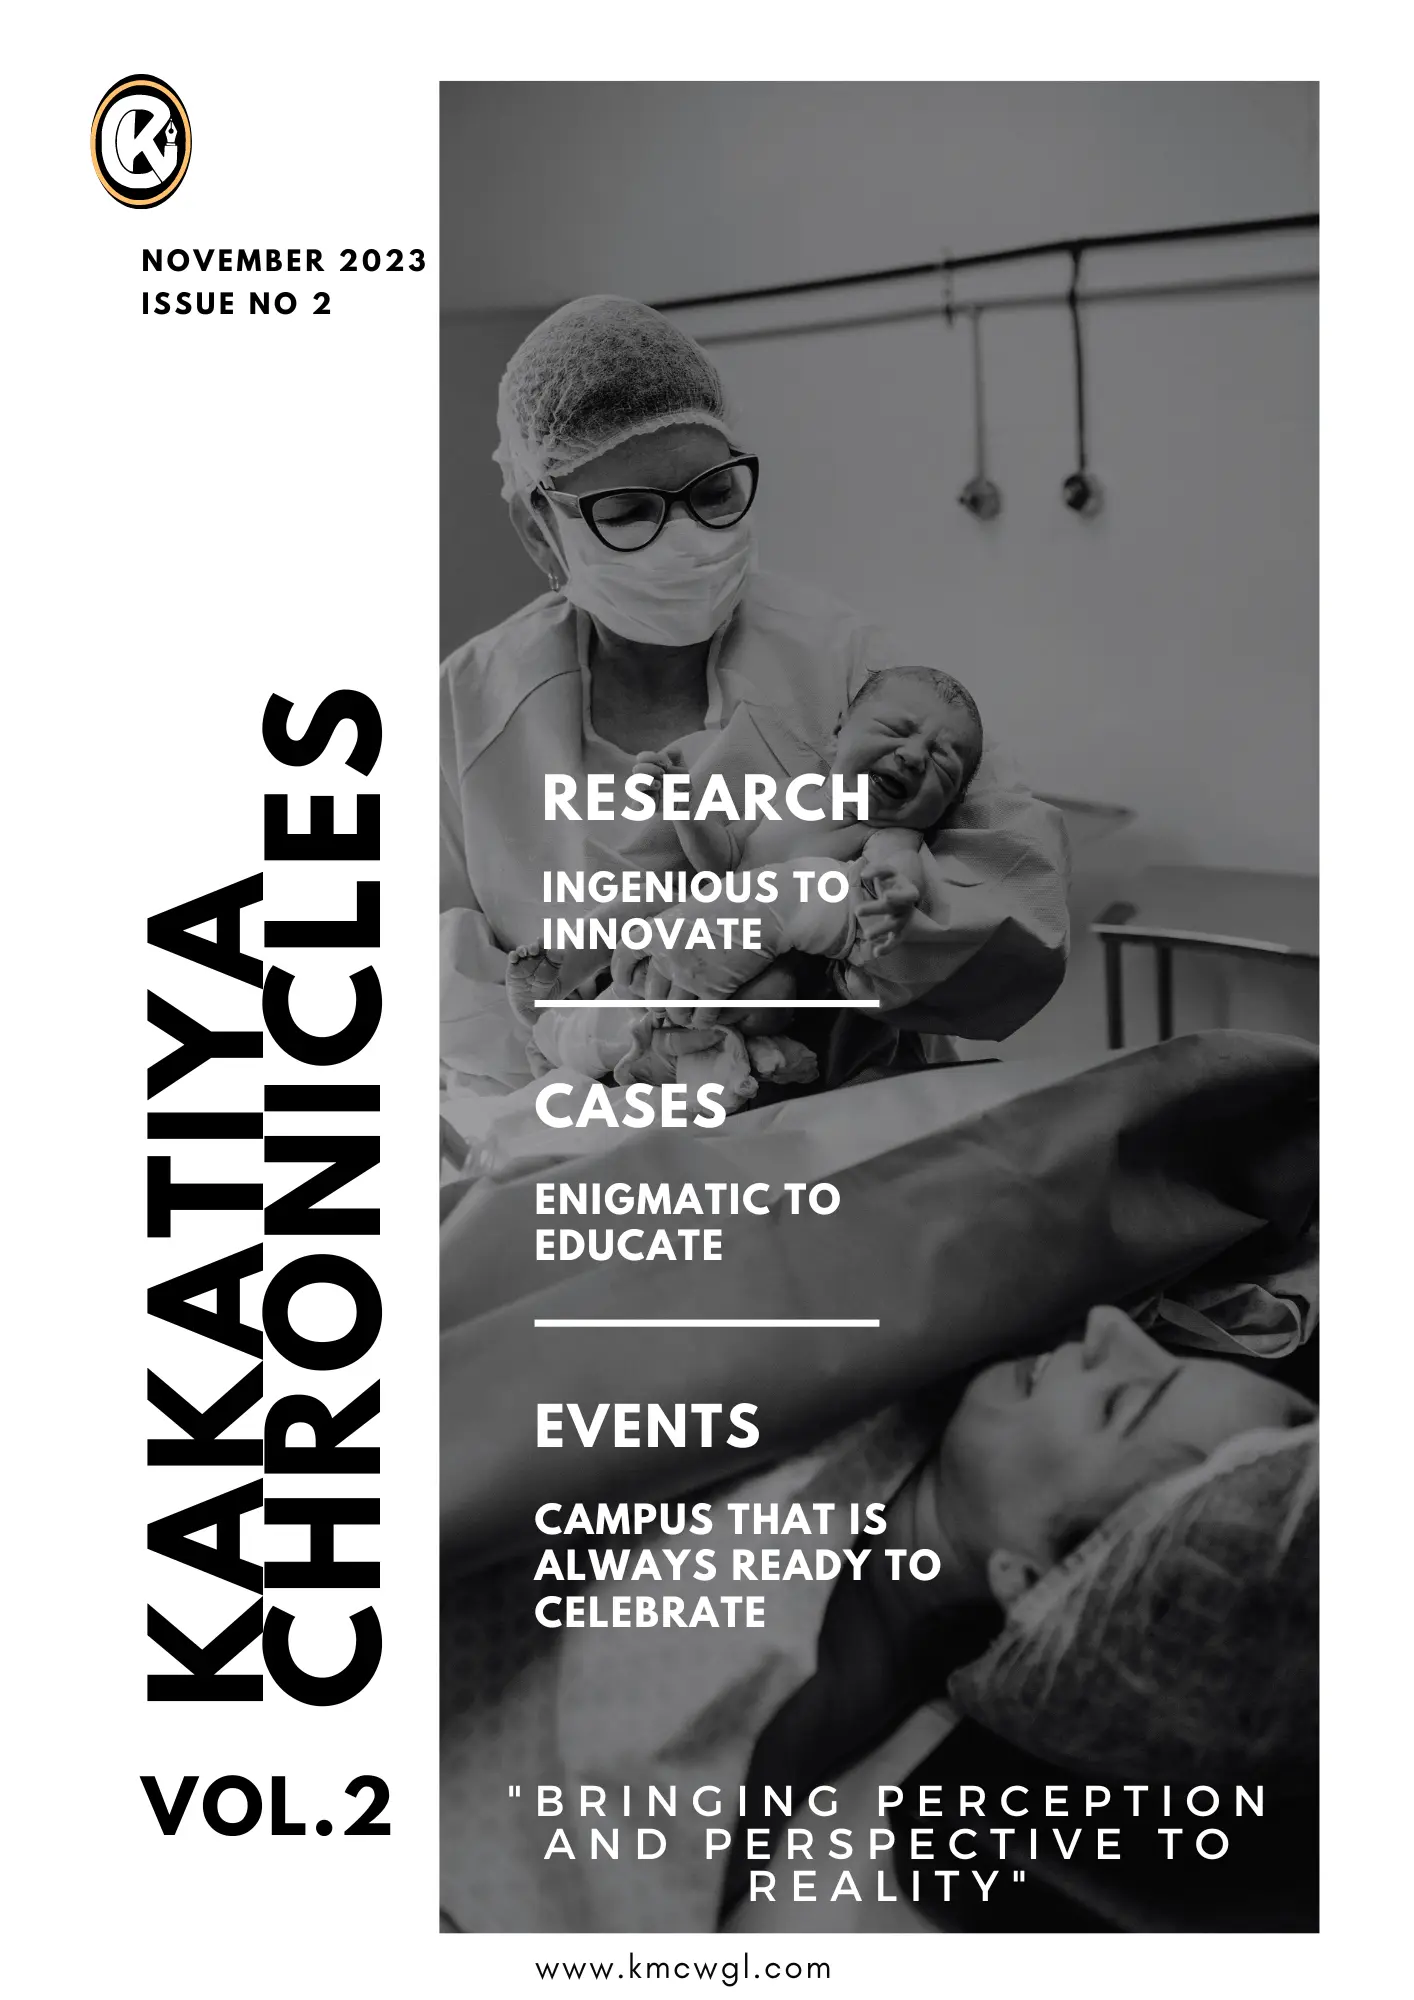 NOVEMBER 2023
ISSUE NO 2
KAKATIYA
CHRONICLES
VOL.2
RESEARCH
INGENIOUS TO
INNOVATE
CASES
ENIGMATIC TO
EDUCATE
EVENTS
CAMPUS THAT IS
ALWAYS READY TO
CELEBRATE
"BRINGING PERCEPTION
AND PERSPECTIVE TO
REALITY"
www.kmcwgl.com